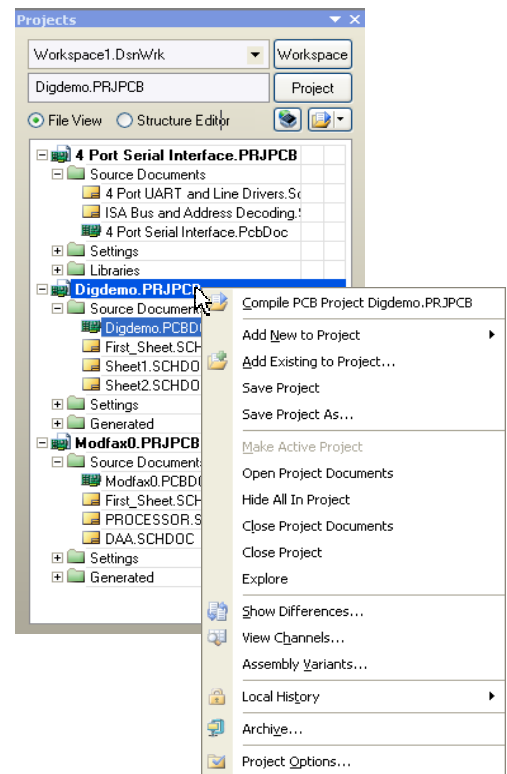 Projects
Workspace1.DsnWrk
Workspace
Digdemo.PRJPCB
Project
File View
Structure Editor
4 Port Serial Interface.PRJPCB
Source Documents
4 Port UART and Line Drivers.Sc
ISA Bus and Address Decoding.
4 Port Serial Interface.PcbDoc
Settings
Libraries
Digdemo.PRJPCB
Source Document
Digdemo.PCBD
First_Sheet.SCH
Sheet1.SCHDO
Sheet2.SCHDO
Settings
Generated
Modfax0.PRJPCB
Source Document
Modfax0.PCBD
First_Sheet.SCH
PROCESSOR.S
DAA.SCHDOC
Settings
Generated
Compile PCB Project Digdemo.PRJPCB
Add New to Project
Add Existing to Project...
Save Project
Save Project As...
Make Active Project
Open Project Documents
Hide All In Project
Close Project Documents
Close Project
Explore
Show Differences...
View Channels...
Assembly Variants...
Local History
Archive...
Project Options...